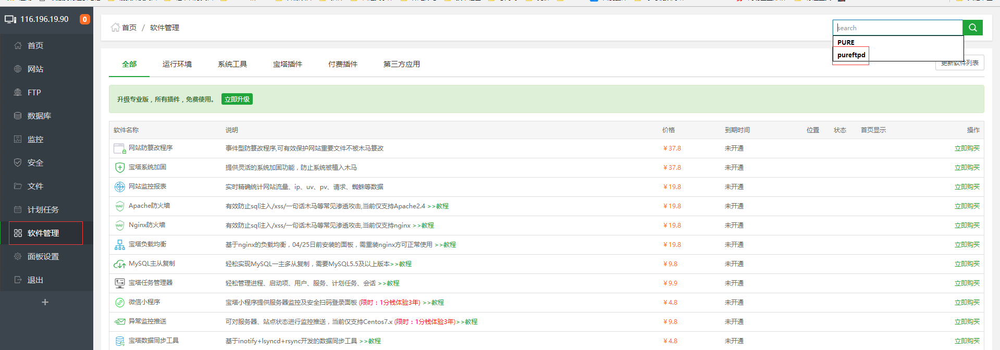 116.196.19.90 0
首页
网站
FTP
数据库
监控
安全
文件
计划任务
软件管理
面板设置
退出
+
首页 / 软件管理
search
PURE
pureftpd
更新软件列表
全部 运行环境 系统工具 宝塔插件 付费插件 第三方应用
升级专业版，所有插件，免费使用。 立即升级
软件名称 说明 价格 到期时间 位置 状态 首页显示 操作
网站防篡改程序 事件型防篡改程序,可有效保护网站重要文件不被木马篡改 ￥37.8 未开通 立即购买
宝塔系统加固 提供灵活的系统加固功能，防止系统被植入木马 ￥37.8 未开通 立即购买
网站监控报表 实时精确统计网站流量、ip、uv、pv、请求、蜘蛛等数据 ￥19.8 未开通 立即购买
WAF Apache防火墙 有效防止sql注入/xss/一句话木马等常见渗透攻击,当前仅支持Apache2.4 >>教程 ￥19.8 未开通 立即购买
WAF Nginx防火墙 有效防止sql注入/xss/一句话木马等常见渗透攻击,当前仅支持nginx >>教程 ￥19.8 未开通 立即购买
宝塔负载均衡 基于nginx的负载均衡，04/25日前安装的面板，需重装nginx方可正常使用 >>教程 ￥19.8 未开通 立即购买
MySQL主从复制 轻松实现MySQL一主多从复制，需要MySQL5.5及以上版本>>教程 ￥9.8 未开通 立即购买
宝塔任务管理器 轻松管理进程、启动项、用户、服务、计划任务、会话 >>教程 ￥9.9 未开通 立即购买
微信小程序 宝塔小程序提供服务器监控及安全扫码登录面板 (限时：1分钱体验3年) >>教程 ￥4.8 未开通 立即购买
异常监控推送 可对服务器、站点状态进行监控推送，当前仅支持Centos7.x (限时：1分钱体验3年)>>教程 ￥9.8 未开通 立即购买
宝塔数据同步工具 基于inotify+lsyncd+rsync开发的数据同步工具 >>教程 ￥4.8 未开通 立即购买